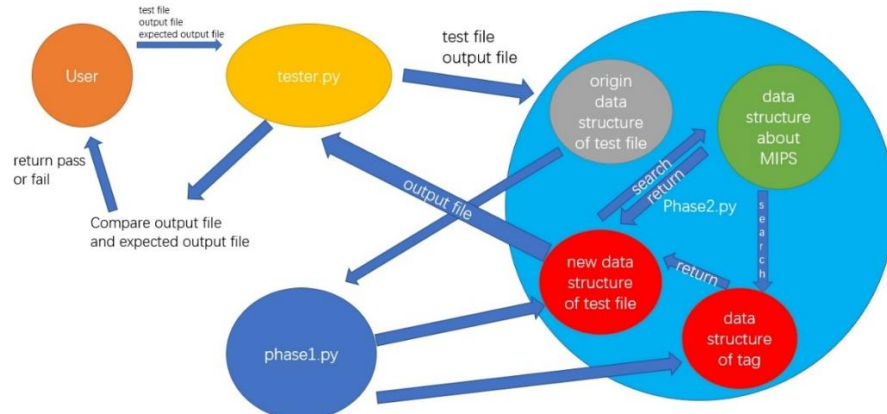 test file
output file
expected output file
User
tester.py
test file
output file
origin
data
structure
of test file
data
structure
about
MIPS
return pass
or fail
Compare output file
and expected output file
output file
search
return
Phase2.py
search
new data
structure
of test file
return
data
structure
of tag
phase1.py